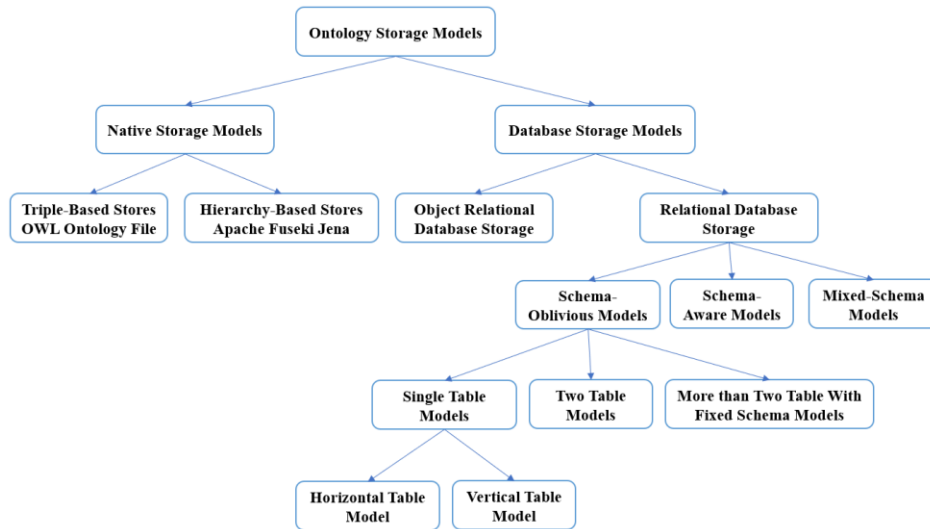 Ontology Storage Models
Native Storage Models
Database Storage Models
Triple-Based Stores
OWL Ontology File
Hierarchy-Based Stores
Apache Fuseki Jena
Object Relational
Database Storage
Relational Database
Storage
Schema-
Oblivious Models
Schema-
Aware Models
Mixed-Schema
Models
Single Table
Models
Two Table
Models
More than Two Table With
Fixed Schema Models
Horizontal Table
Model
Vertical Table
Model